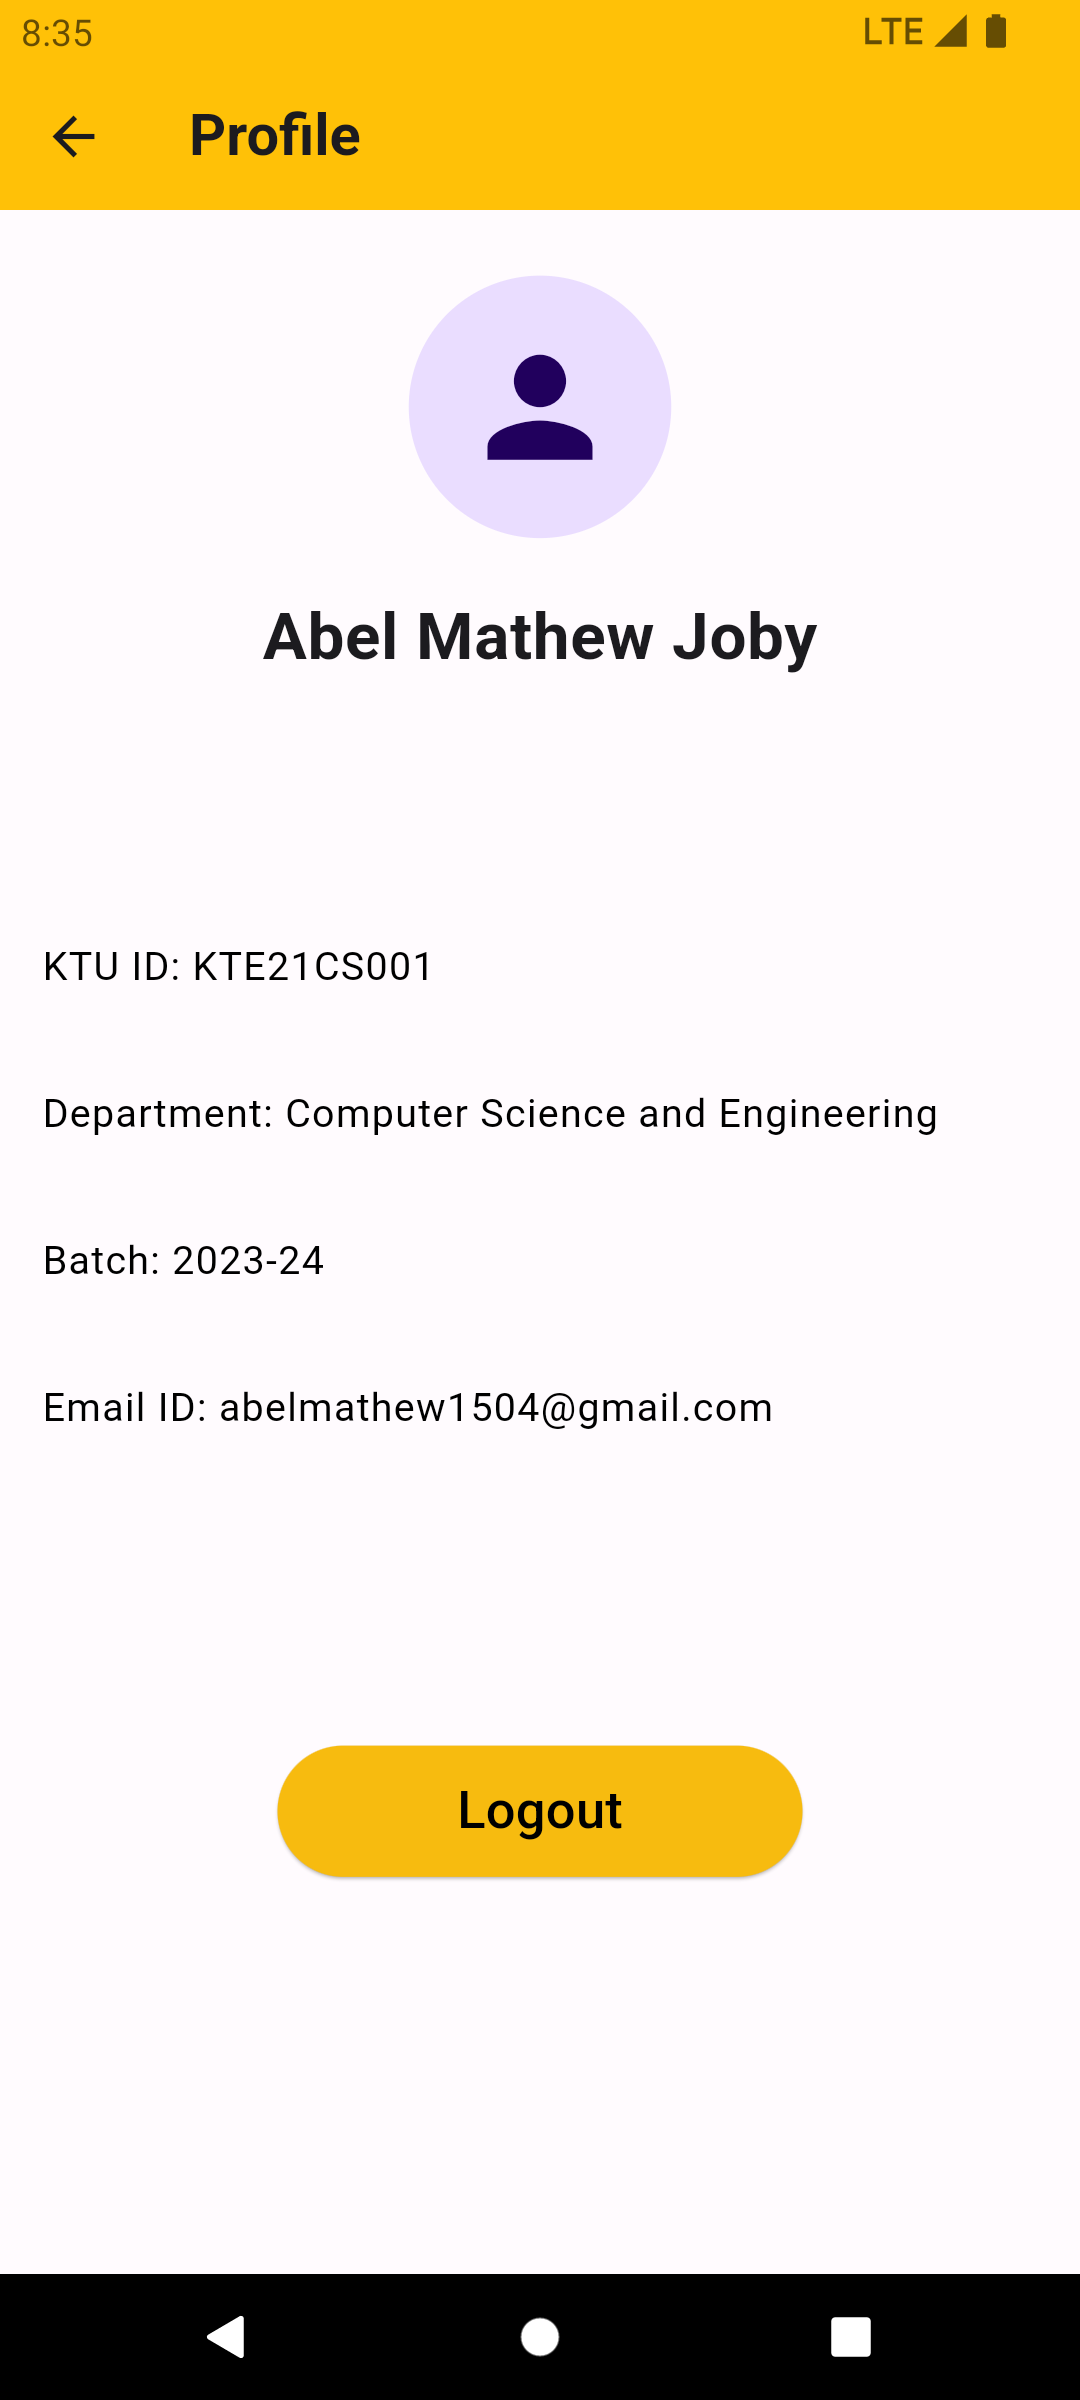 8:35 LTE
Profile
Abel Mathew Joby
KTU ID: KTE21CS001
Department: Computer Science and Engineering
Batch: 2023-24
Email ID: abelmathew1504@gmail.com
Logout